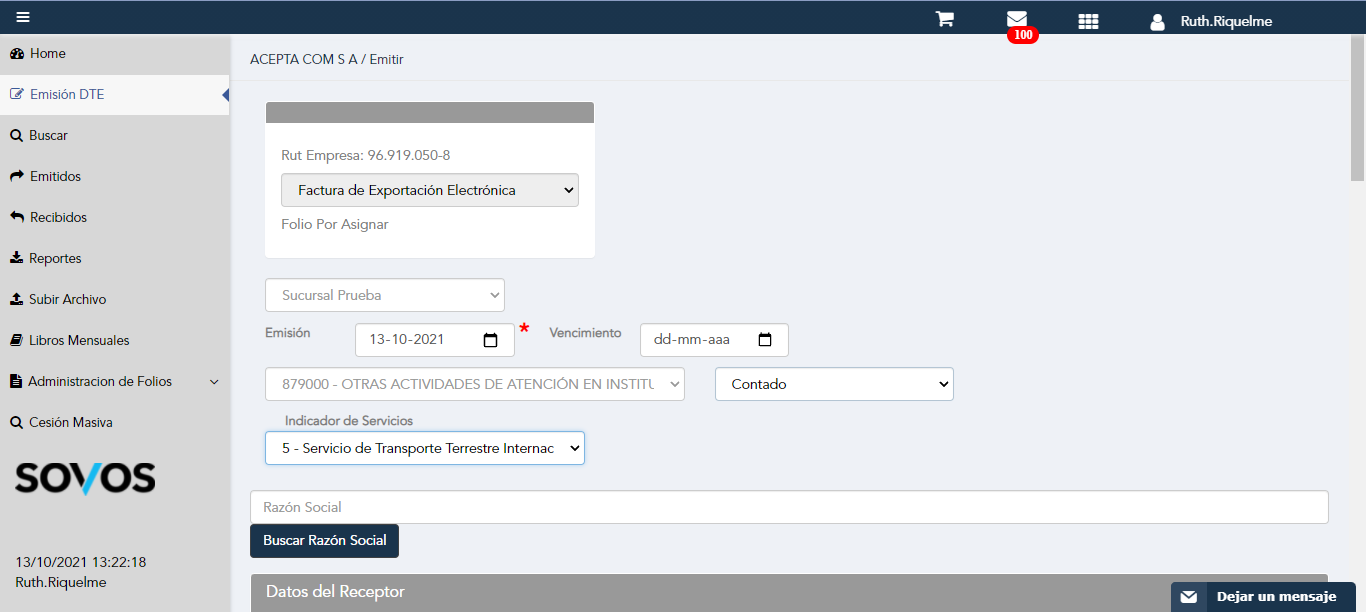 Ruth.Riquelme
100
Home
ACEPTA COM S A / Emitir
Emisión DTE
Buscar
Emitidos
Recibidos
Reportes
Subir Archivo
Libros Mensuales
Administracion de Folios
Cesión Masiva
SOVOS
13/10/2021 13:22:18
Ruth.Riquelme
Rut Empresa: 96.919.050-8
Factura de Exportación Electrónica
Folio Por Asignar
Sucursal Prueba
Emisión 13-10-2021 * Vencimiento dd-mm-aaa
879000 - OTRAS ACTIVIDADES DE ATENCIÓN EN INSTITU Contado
Indicador de Servicios
5 - Servicio de Transporte Terrestre Internac
Razón Social
Buscar Razón Social
Datos del Receptor
Dejar un mensaje